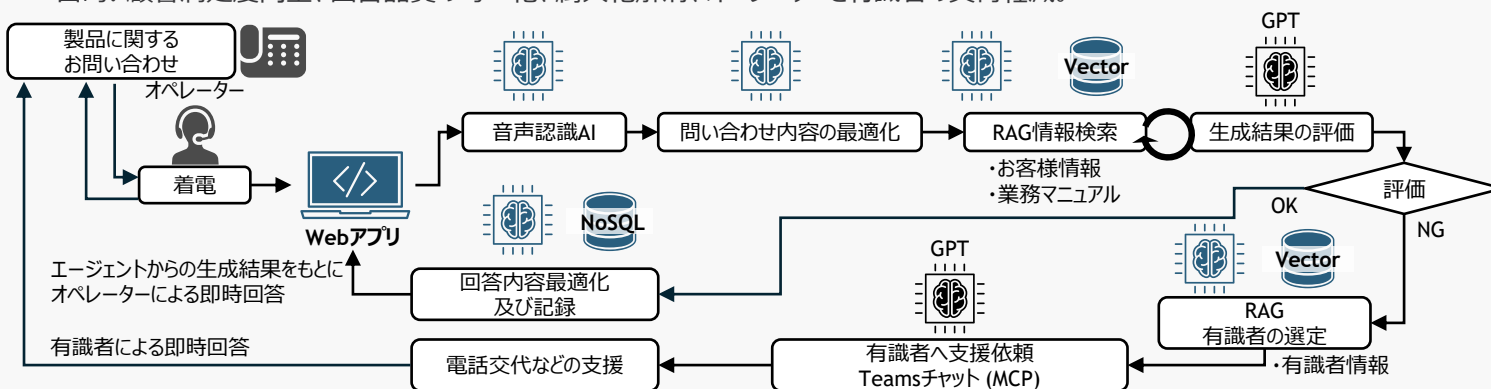 製品に関する
お問い合わせ
オペレーター
着電
Webアプリ
音声認識AI
問い合わせ内容の最適化
Vector
RAG情報検索
・お客様情報
・業務マニュアル
GPT
生成結果の評価
評価
OK
NG
Vector
RAG
有識者の選定
・有識者情報
GPT
有識者へ支援依頼
Teamsチャット (MCP)
電話交代などの支援
有識者による即時回答
NoSQL
回答内容最適化
及び記録
エージェントからの生成結果をもとに
オペレーターによる即時回答